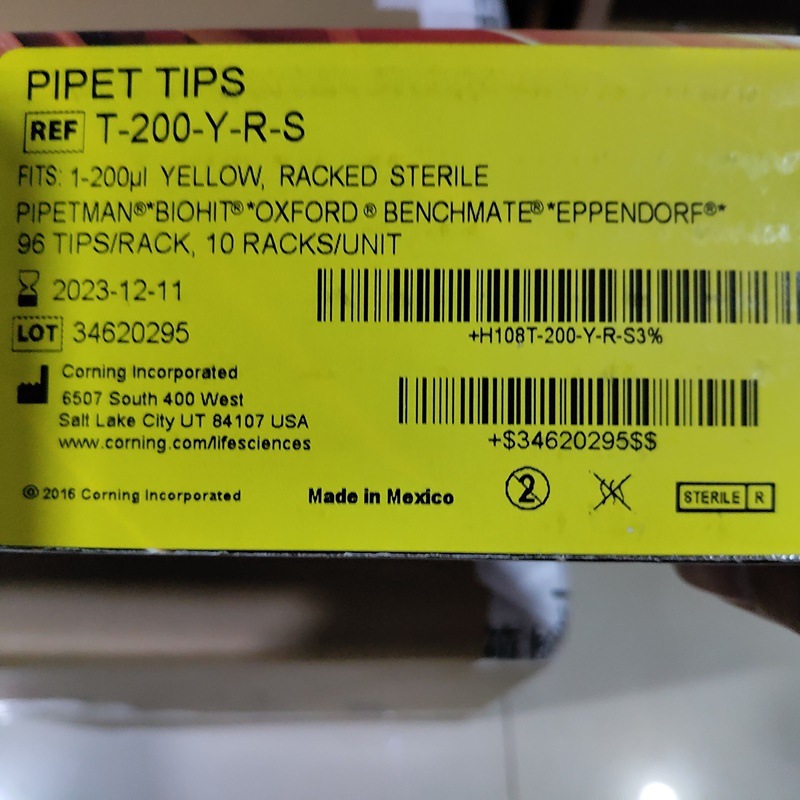 PIPET TIPS
REF T-200-Y-R-S
FITS: 1-200µl YELLOW, RACKED STERILE
PIPETMAN®*BIOHIT®*OXFORD® BENCHMATE®*EPPENDORF®*
96 TIPS/RACK, 10 RACKS/UNIT
2023-12-11
LOT 34620295
+H108T-200-Y-R-S3%
Corning Incorporated
6507 South 400 West
Salt Lake City UT 84107 USA
www.corning.com/lifesciences
+$34620295$$
© 2016 Corning Incorporated
Made in Mexico
2
STERILE R